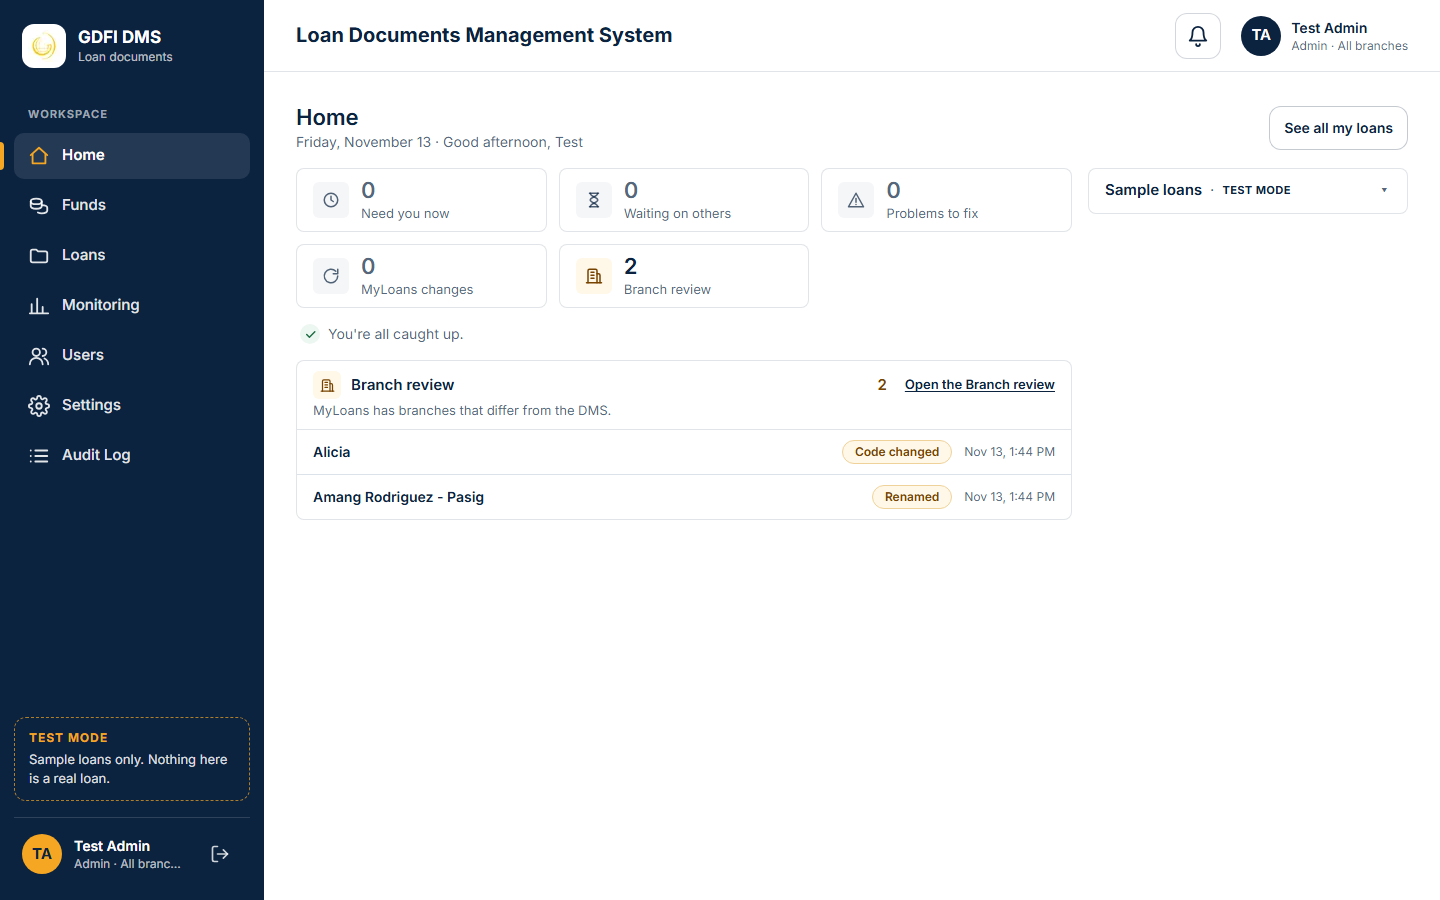 GDFI DMS
Loan documents
WORKSPACE
Home
Funds
Loans
Monitoring
Users
Settings
Audit Log
TEST MODE
Sample loans only. Nothing here
is a real loan.
TA
Test Admin
Admin · All branc...
Loan Documents Management System
TA
Test Admin
Admin · All branches
Home
Friday, November 13 · Good afternoon, Test
See all my loans
0
Need you now
0
Waiting on others
0
Problems to fix
0
MyLoans changes
2
Branch review
Sample loans · TEST MODE
You're all caught up.
Branch review
2 Open the Branch review
MyLoans has branches that differ from the DMS.
Alicia Code changed Nov 13, 1:44 PM
Amang Rodriguez - Pasig Renamed Nov 13, 1:44 PM